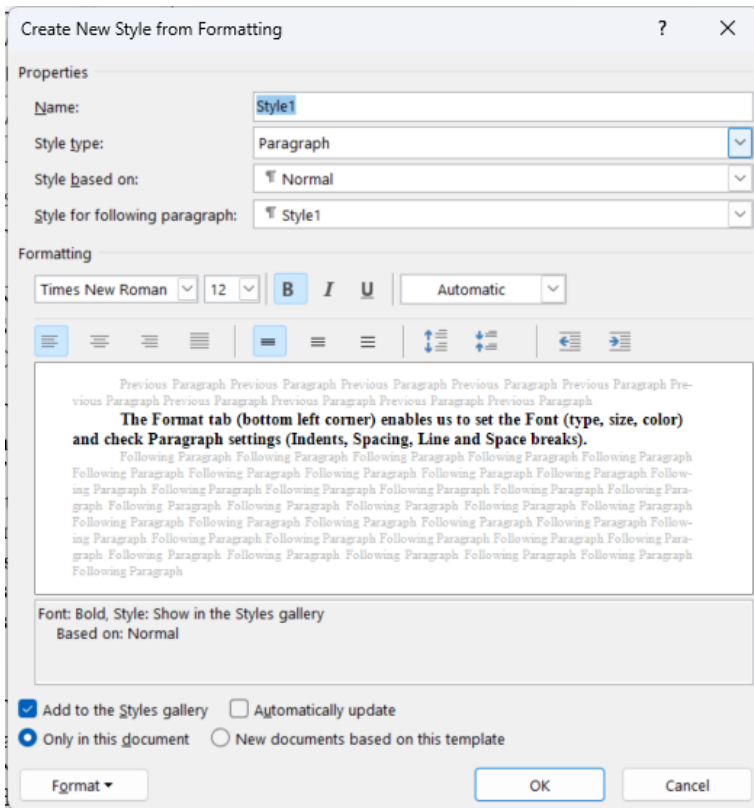 Create New Style from Formatting ?
Properties
Name: Style1
Style type: Paragraph
Style based on: ¶ Normal
Style for following paragraph: ¶ Style1
Formatting
Times New Roman 12 B I U Automatic
Previous Paragraph Previous Paragraph Previous Paragraph Previous Paragraph Previous Paragraph Pre-
vious Paragraph Previous Paragraph Previous Paragraph Previous Paragraph Previous Paragraph
The Format tab (bottom left corner) enables us to set the Font (type, size, color)
and check Paragraph settings (Indents, Spacing, Line and Space breaks).
Following Paragraph Following Paragraph Following Paragraph Following Paragraph Following Paragraph
Following Paragraph Following Paragraph Following Paragraph Following Paragraph Following Paragraph Follow-
ing Paragraph Following Paragraph Following Paragraph Following Paragraph Following Paragraph Following Para-
graph Following Paragraph Following Paragraph Following Paragraph Following Paragraph Following Paragraph
Following Paragraph Following Paragraph Following Paragraph Following Paragraph Following Paragraph Follow-
ing Paragraph Following Paragraph Following Paragraph Following Paragraph Following Paragraph Following Para-
graph Following Paragraph Following Paragraph Following Paragraph Following Paragraph Following Paragraph
Following Paragraph
Font: Bold, Style: Show in the Styles gallery
Based on: Normal
Add to the Styles gallery Automatically update
Only in this document New documents based on this template
Format OK Cancel